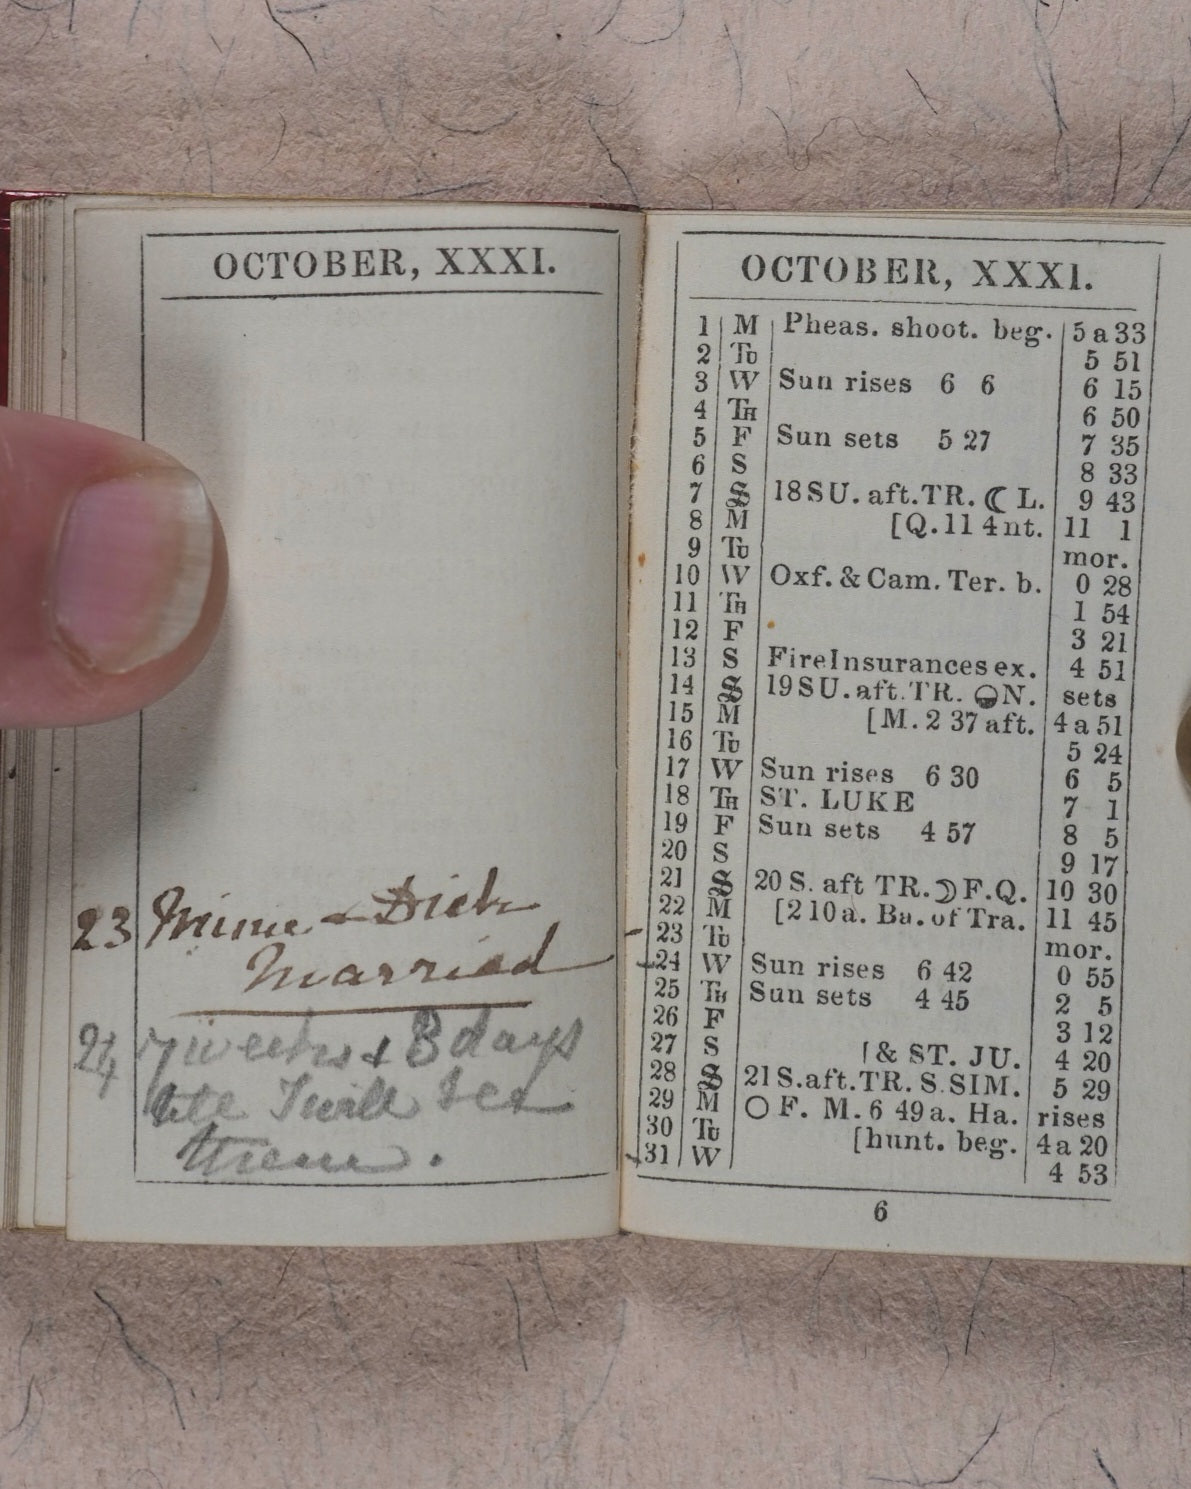 OCTOBER, XXXI.
23 Minnie & Dick
Married
24 7 weeks & 3 days
till I will see
them.
OCTOBER, XXXI.
1 M Pheas. shoot. beg. 5 a 33
2 TU 5 51
3 W Sun rises 6 6 6 15
4 TH 6 50
5 F Sun sets 5 27 7 35
6 S 8 33
7 S 18 SU. aft. TR. ☾ L. 9 43
8 M [Q. 11 4 nt. 11 1
9 TU mor.
10 W Oxf. & Cam. Ter. b. 0 28
11 TH 1 54
12 F 3 21
13 S Fire Insurances ex. 4 51
14 S 19 SU. aft. TR. N. sets
15 M [M. 2 37 aft. 4 a 51
16 TU 5 24
17 W Sun rises 6 30 6 5
18 TH ST. LUKE 7 1
19 F Sun sets 4 57 8 5
20 S 9 17
21 S 20 S. aft TR. ☽ F.Q. 10 30
22 M [2 10 a. Ba. of Tra. 11 45
23 TU mor.
24 W Sun rises 6 42 0 55
25 TH Sun sets 4 45 2 5
26 F 3 12
27 S [& ST. JU. 4 20
28 S 21 S. aft. TR. S. SIM. 5 29
29 M ○ F. M. 6 49 a. Ha. rises
30 TU [hunt. beg. 4 a 20
31 W 4 53
6